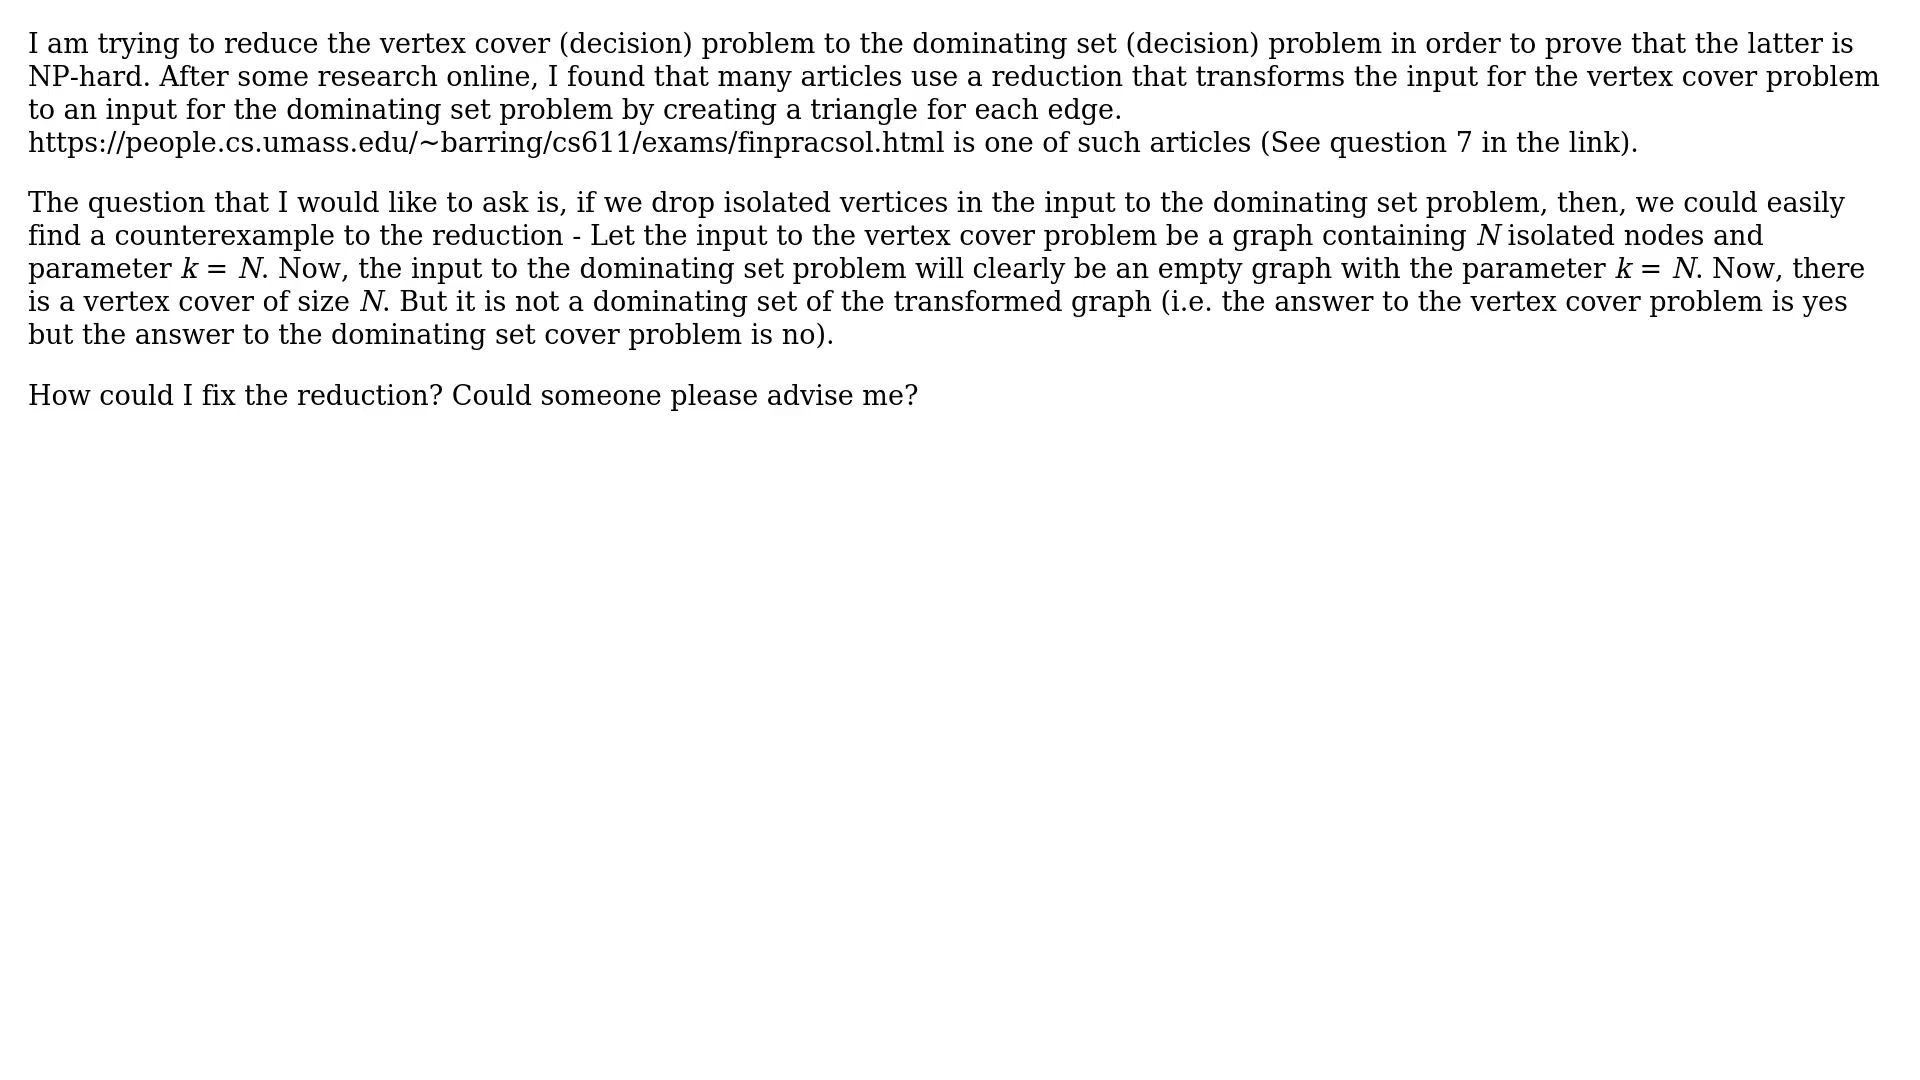 I am trying to reduce the vertex cover (decision) problem to the dominating set (decision) problem in order to prove that the latter is
NP-hard. After some research online, I found that many articles use a reduction that transforms the input for the vertex cover problem
to an input for the dominating set problem by creating a triangle for each edge.
https://people.cs.umass.edu/~barring/cs611/exams/finpracsol.html is one of such articles (See question 7 in the link).
The question that I would like to ask is, if we drop isolated vertices in the input to the dominating set problem, then, we could easily
find a counterexample to the reduction - Let the input to the vertex cover problem be a graph containing N isolated nodes and
parameter k = N. Now, the input to the dominating set problem will clearly be an empty graph with the parameter k = N. Now, there
is a vertex cover of size N. But it is not a dominating set of the transformed graph (i.e. the answer to the vertex cover problem is yes
but the answer to the dominating set cover problem is no).
How could I fix the reduction? Could someone please advise me?